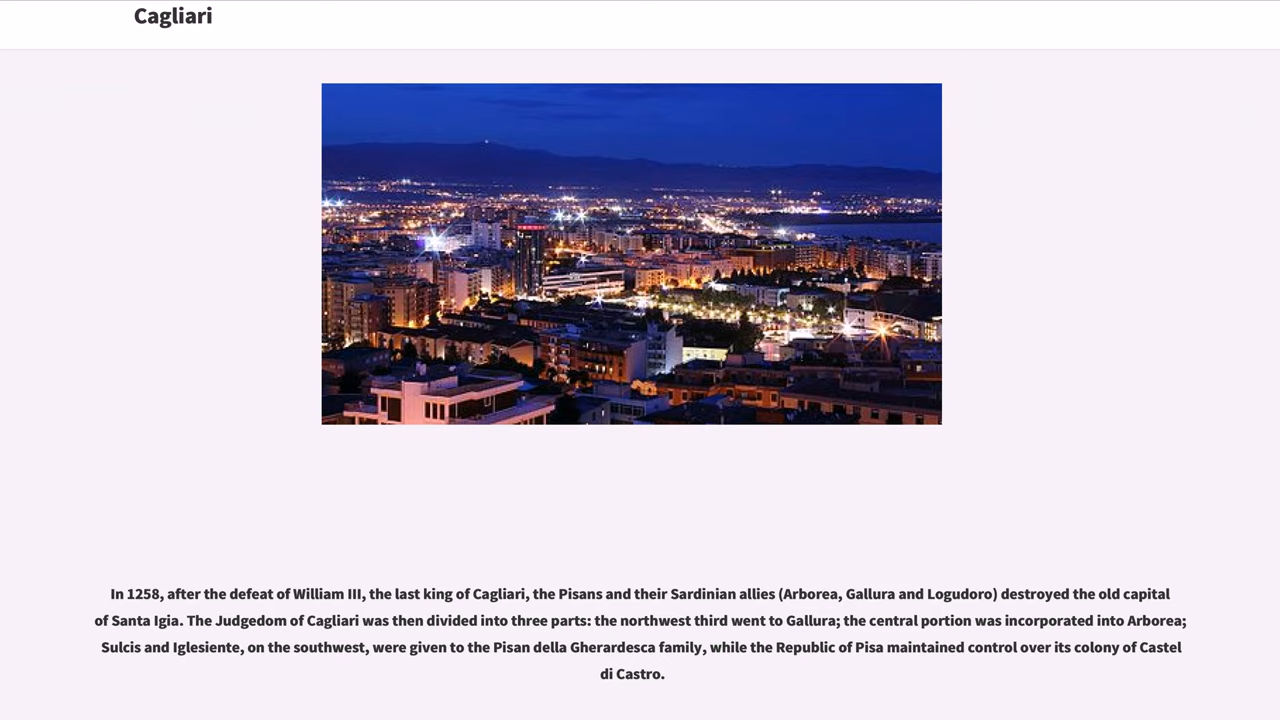 Cagliari
In 1258, after the defeat of William III, the last king of Cagliari, the Pisans and their Sardinian allies (Arborea, Gallura and Logudoro) destroyed the old capital
of Santa Igia. The Judgedom of Cagliari was then divided into three parts: the northwest third went to Gallura; the central portion was incorporated into Arborea;
Sulcis and Iglesiente, on the southwest, were given to the Pisan della Gherardesca family, while the Republic of Pisa maintained control over its colony of Castel
di Castro.